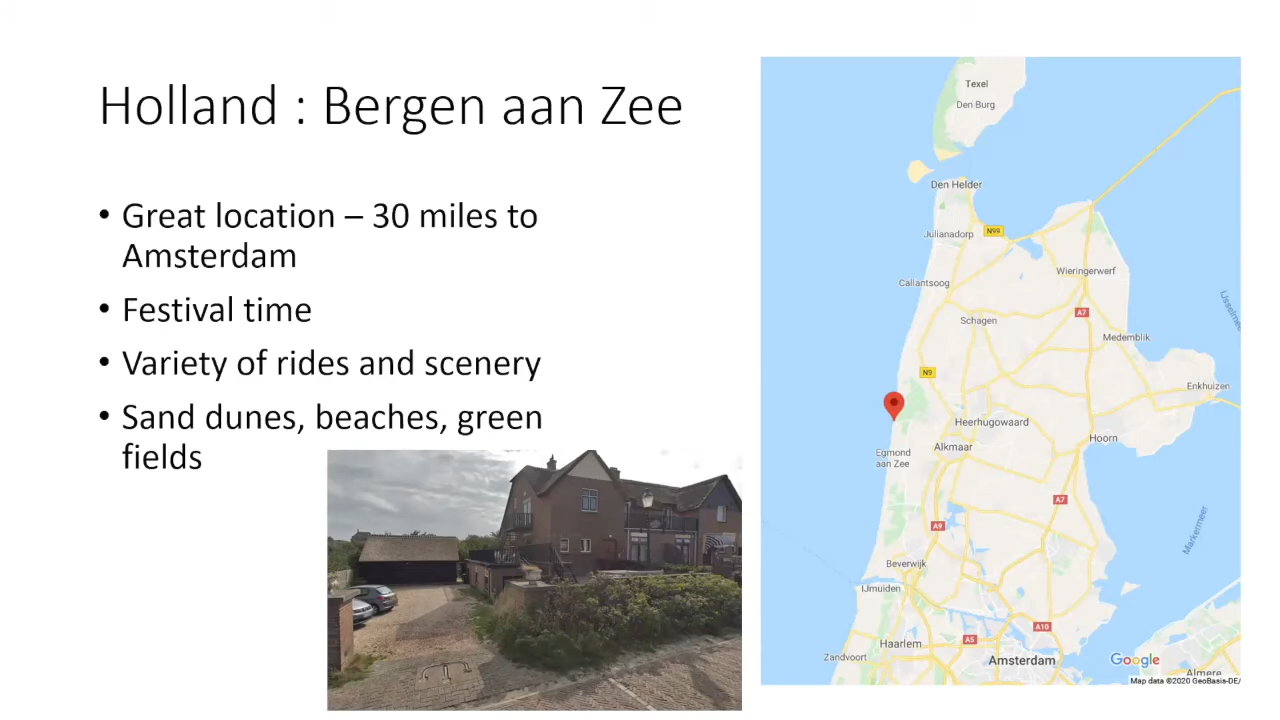 Holland : Bergen aan Zee
• Great location – 30 miles to
Amsterdam
• Festival time
• Variety of rides and scenery
• Sand dunes, beaches, green
fields
Texel
Den Burg
Den Helder
Julianadorp
N99
Callantsoog
Wieringerwerf
IJsselmee
A7
Schagen
Medemblik
N9
Enkhuizen
Heerhugowaard
Hoorn
Alkmaar
Egmond
aan Zee
A7
A9
Markermeer
Beverwijk
IJmuiden
A10
A5
Haarlem
Zandvoort
Amsterdam
Google
Almere
Map data ©2020 GeoBasis-DE/